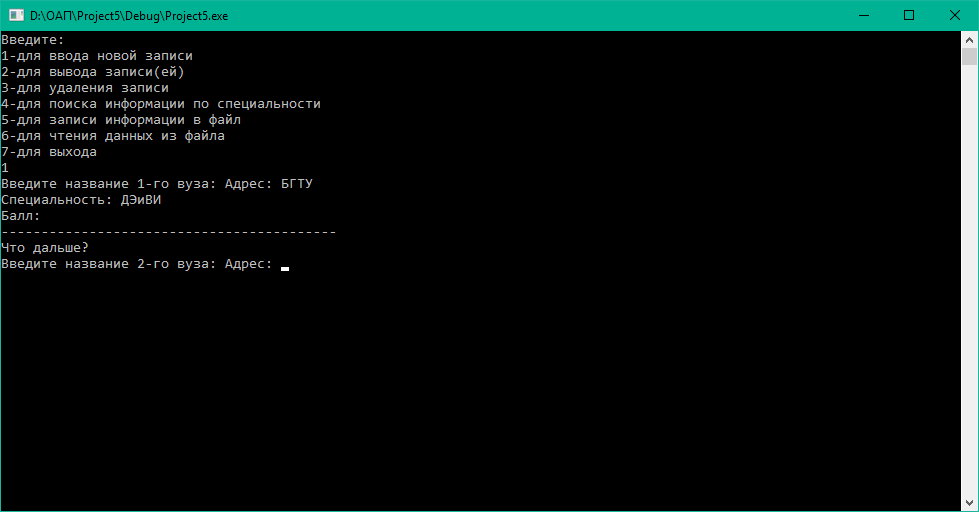 D:\ОАП\Project5\Debug\Project5.exe
Введите:
1-для ввода новой записи
2-для вывода записи(ей)
3-для удаления записи
4-для поиска информации по специальности
5-для записи информации в файл
6-для чтения данных из файла
7-для выхода
1
Введите название 1-го вуза: Адрес: БГТУ
Специальность: ДЭиВИ
Балл:
------------------------------------------
Что дальше?
Введите название 2-го вуза: Адрес: